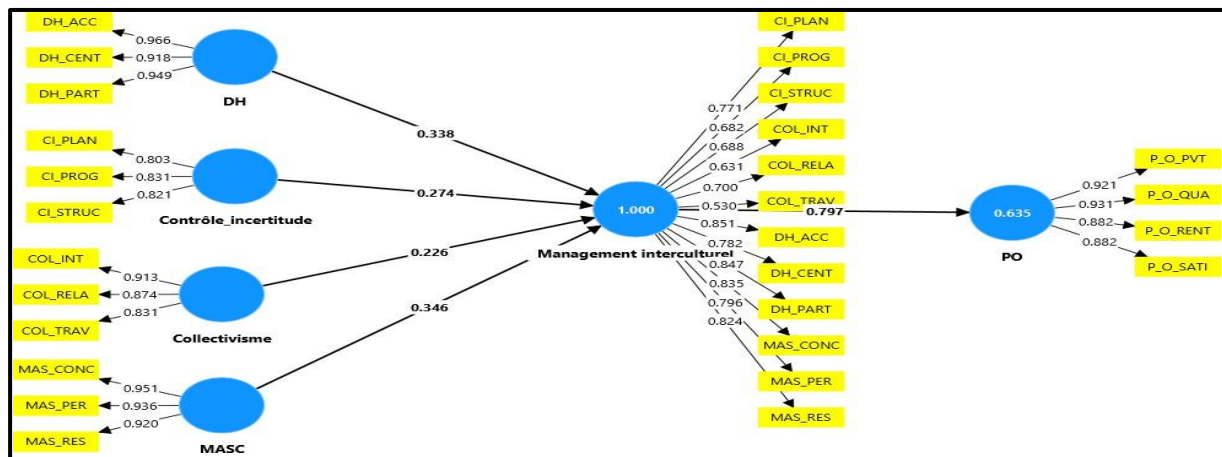 DH_ACC
DH_CENT
DH_PART
0.966
0.918
0.949
DH
CI_PLAN
CI_PROG
CI_STRUC
0.803
0.831
0.821
Contrôle_incertitude
COL_INT
COL_RELA
COL_TRAV
0.913
0.874
0.831
Collectivisme
MAS_CONC
MAS_PER
MAS_RES
0.951
0.936
0.920
MASC
0.338
0.274
0.226
0.346
1.000
Management interculturel
0.771
0.682
0.688
0.631
0.700
0.530
0.851
0.782
0.847
0.835
0.796
0.824
CI_PLAN
CI_PROG
CI_STRUC
COL_INT
COL_RELA
COL_TRAV
DH_ACC
DH_CENT
DH_PART
MAS_CONC
MAS_PER
MAS_RES
0.797
0.635
PO
0.921
0.931
0.882
0.882
P_O_PVT
P_O_QUA
P_O_RENT
P_O_SATI